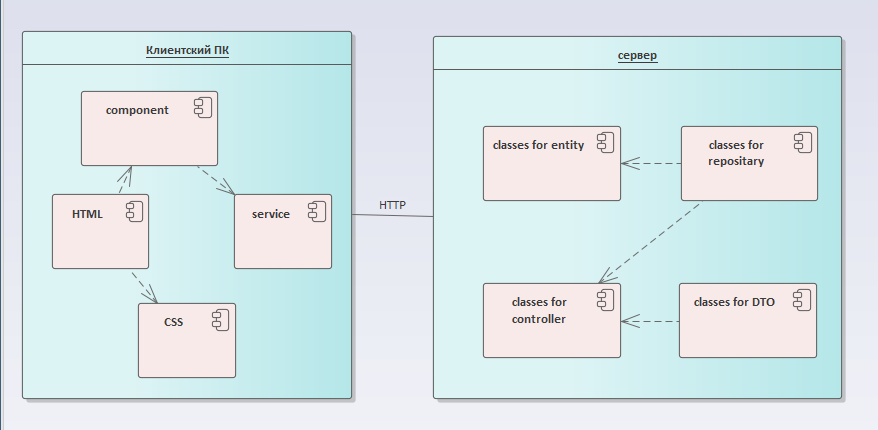 Клиентский ПК
component
HTML
service
CSS
HTTP
сервер
classes for entity
classes for
repositary
classes for
controller
classes for DTO